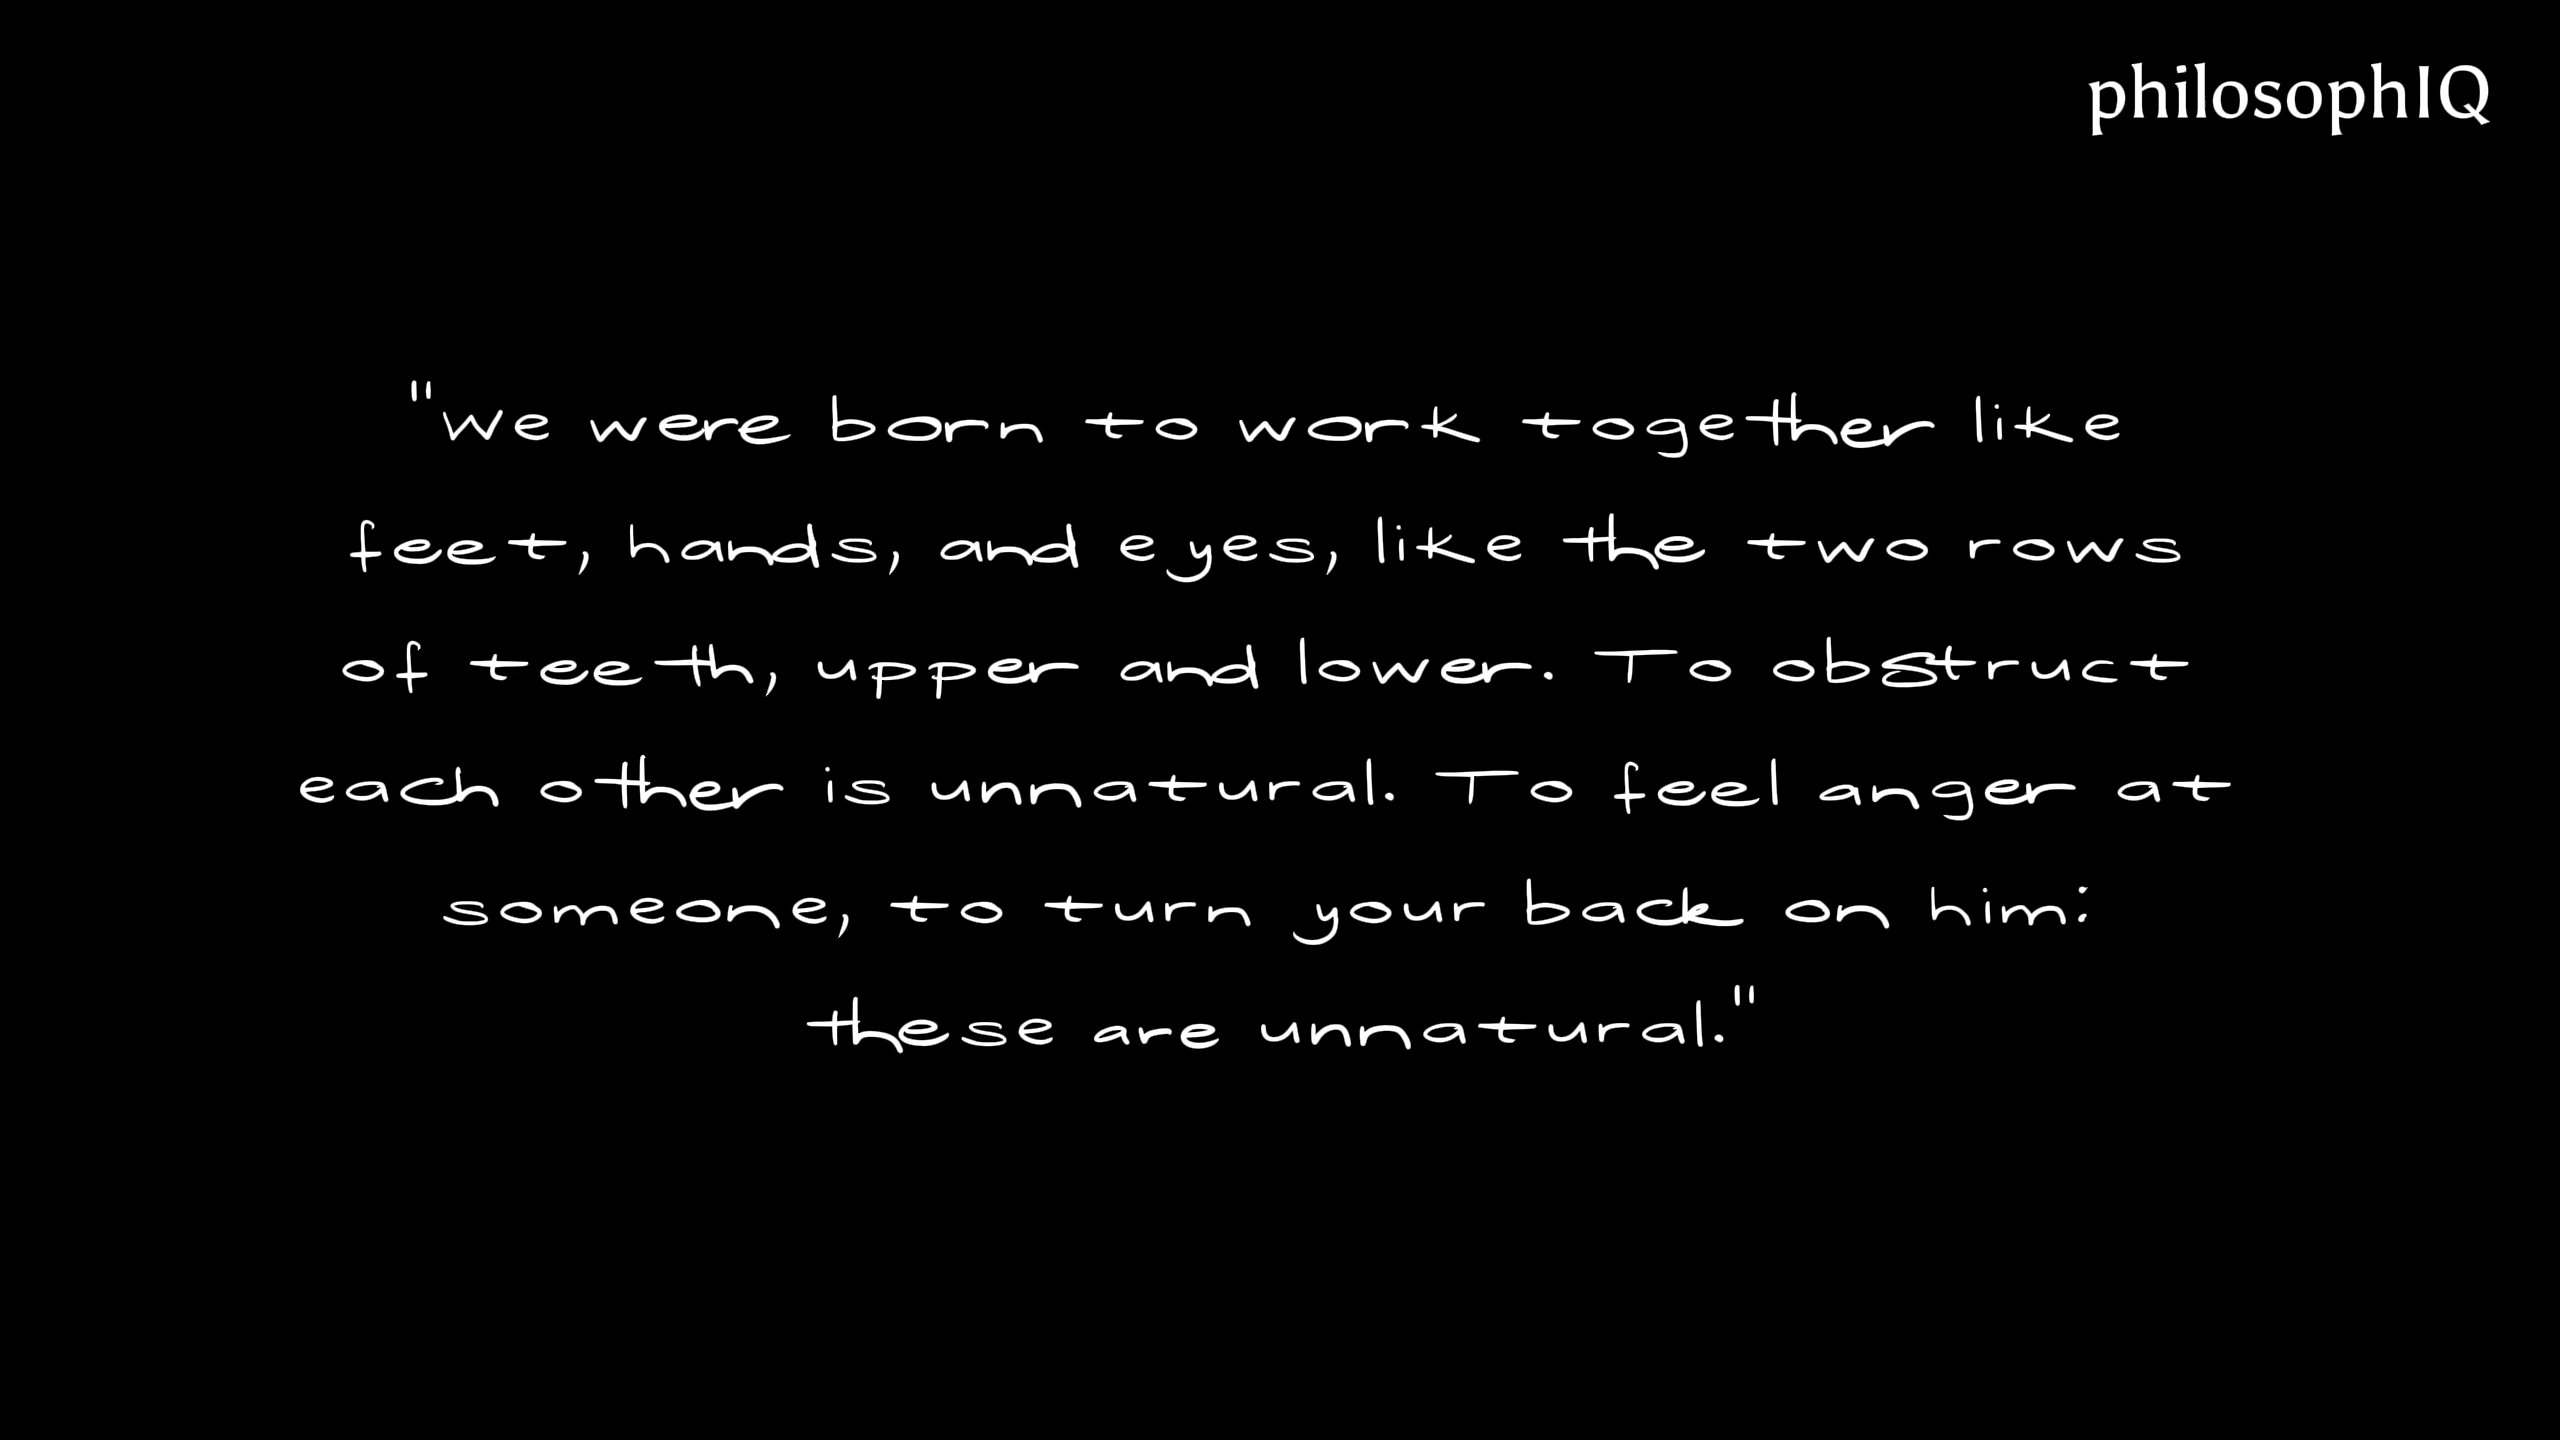 philosophIQ
"We were born to work together like
feet, hands, and eyes, like the two rows
of teeth, upper and lower. To obstruct
each other is unnatural. To feel anger at
someone, to turn your back on him:
these are unnatural."